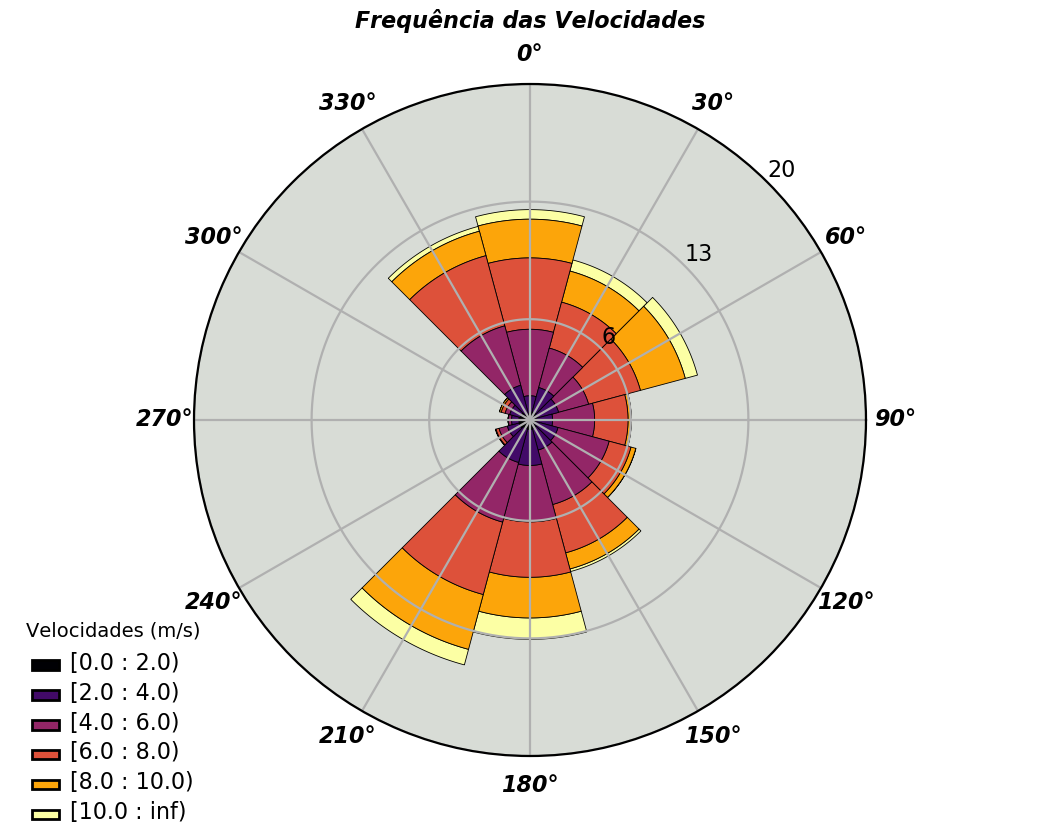 Frequência das Velocidades
0°
330°
30°
20
300°
60°
13
6
270°
90°
240°
120°
210°
150°
180°
Velocidades (m/s)
[0.0 : 2.0)
[2.0 : 4.0)
[4.0 : 6.0)
[6.0 : 8.0)
[8.0 : 10.0)
[10.0 : inf)